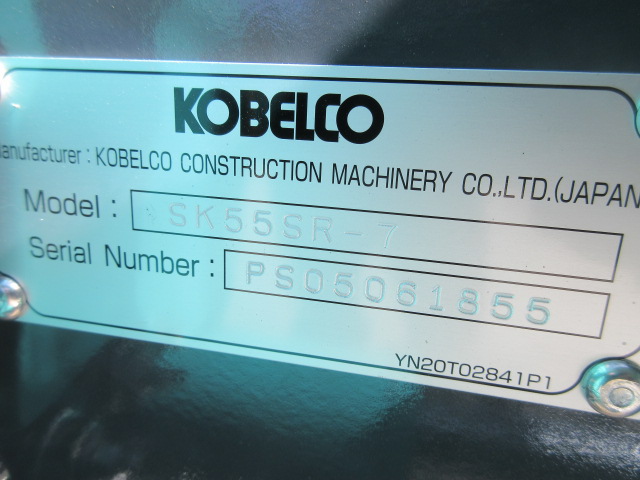 KOBELCO
anufacturer : KOBELCO CONSTRUCTION MACHINERY CO.,LTD.(JAPAN
Model : SK55SR-7
Serial Number : PS05061855
YN20T02841P1